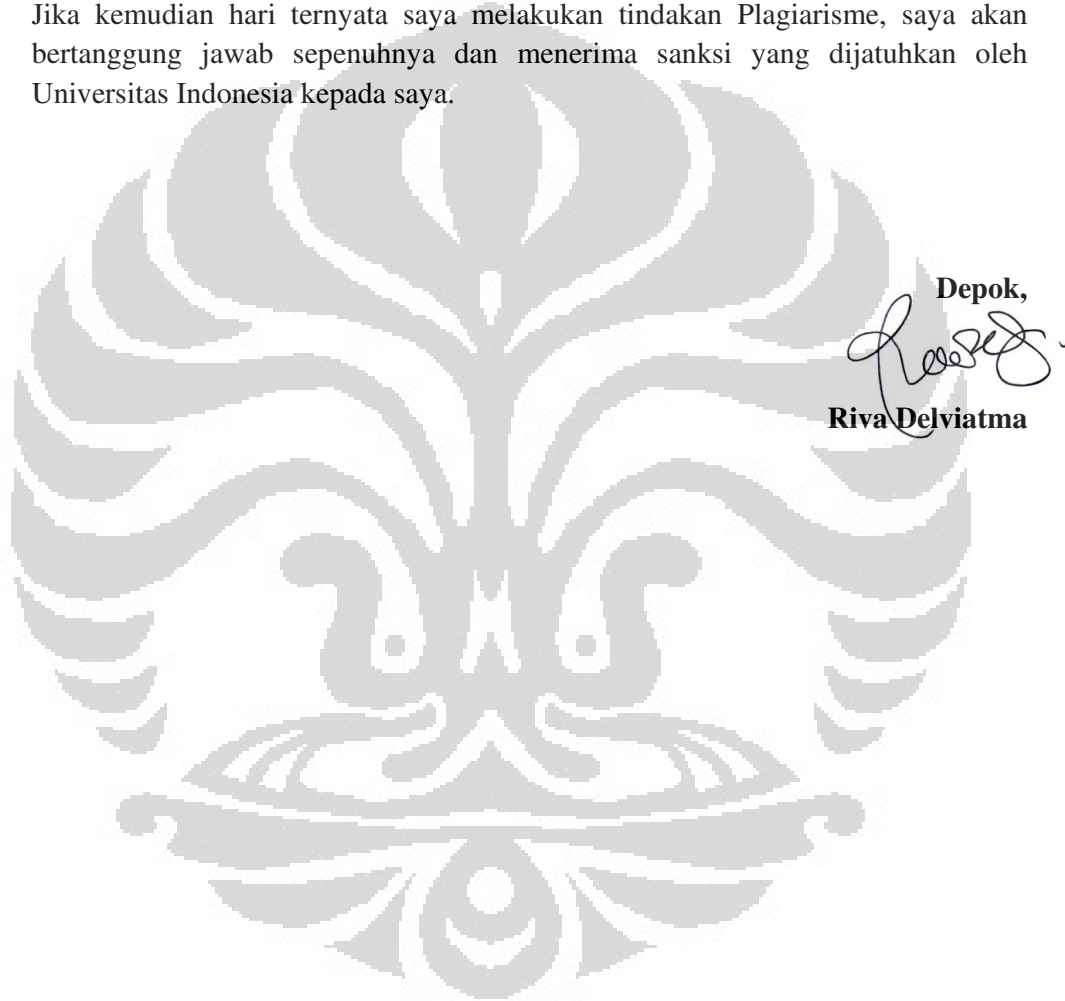 Jika kemudian hari ternyata saya melakukan tindakan Plagiarisme, saya akan
bertanggung jawab sepenuhnya dan menerima sanksi yang dijatuhkan oleh
Universitas Indonesia kepada saya.
Depok,
Riva Delviatma